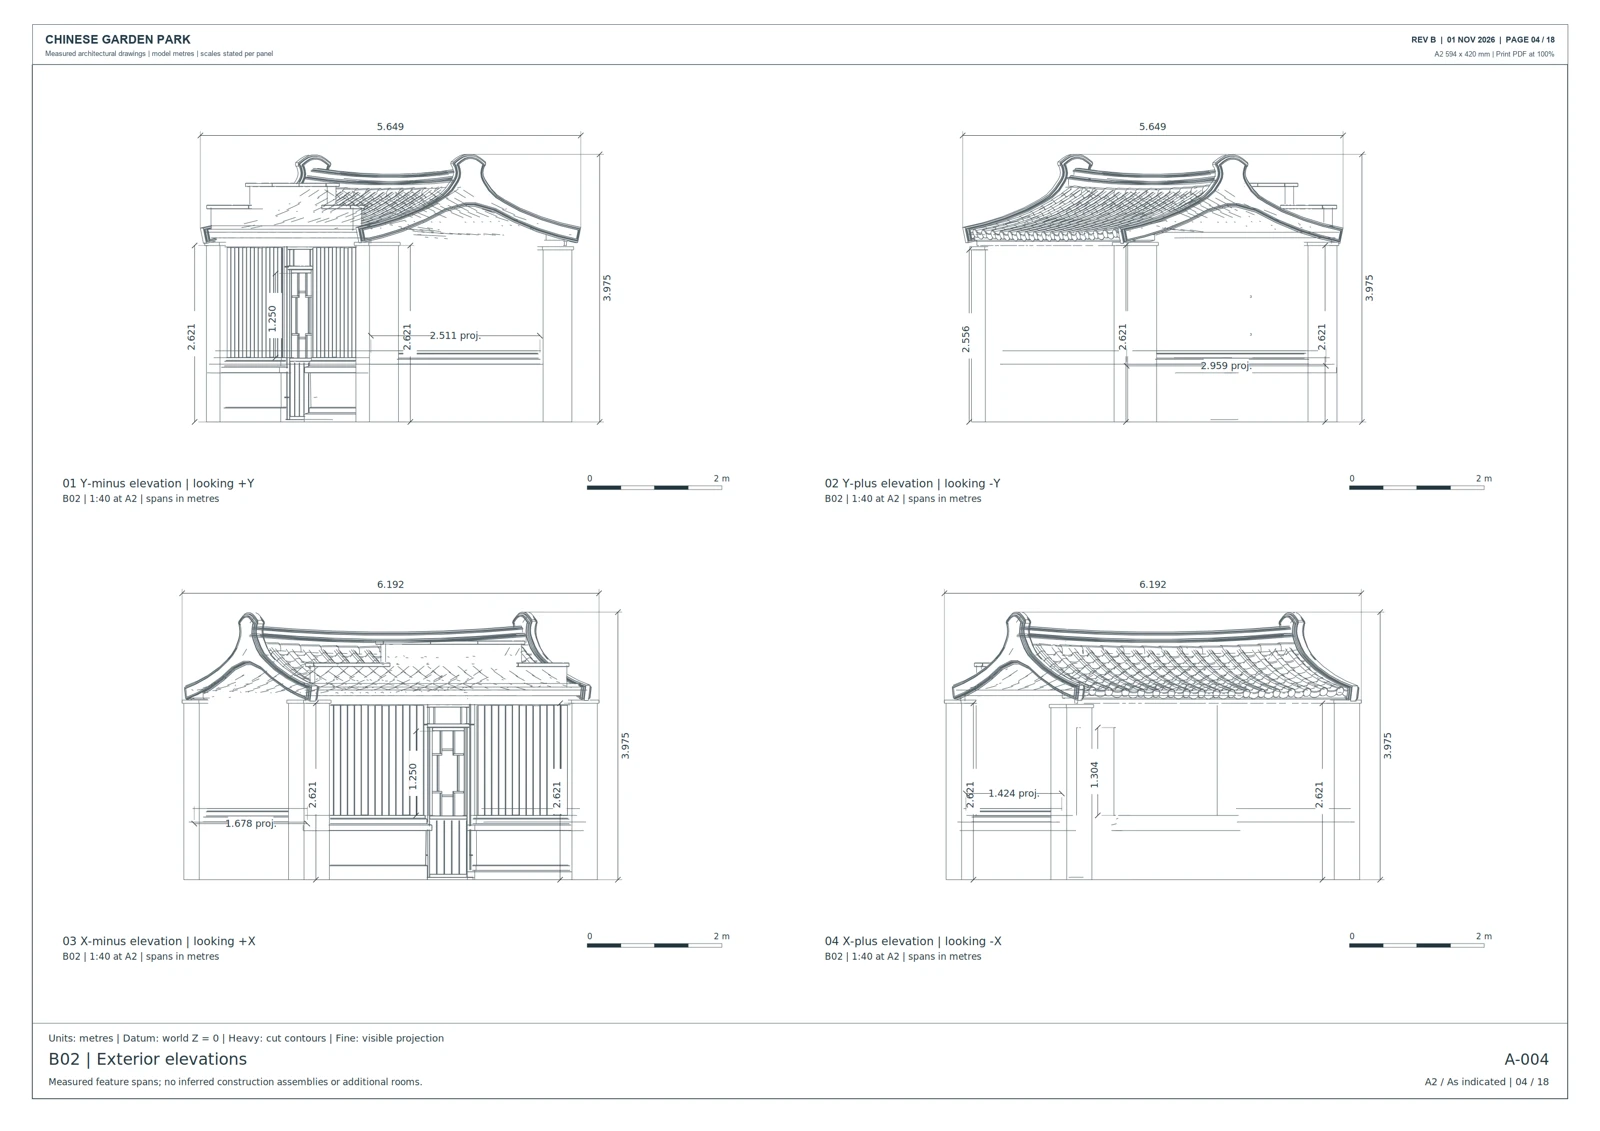 CHINESE GARDEN PARK
Measured architectural drawings | model metres | scales stated per panel
REV B | 01 NOV 2026 | PAGE 04 / 18
A2 594 x 420 mm | Print PDF at 100%
5.649
3.975
2.621
1.250
2.621
2.511 proj.
01 Y-minus elevation | looking +Y
B02 | 1:40 at A2 | spans in metres
0 2 m
5.649
3.975
2.556
2.621
2.621
2.959 proj.
02 Y-plus elevation | looking -Y
B02 | 1:40 at A2 | spans in metres
0 2 m
6.192
3.975
1.678 proj.
2.621
1.250
2.621
03 X-minus elevation | looking +X
B02 | 1:40 at A2 | spans in metres
0 2 m
6.192
3.975
2.621
1.424 proj.
1.304
2.621
04 X-plus elevation | looking -X
B02 | 1:40 at A2 | spans in metres
0 2 m
Units: metres | Datum: world Z = 0 | Heavy: cut contours | Fine: visible projection
B02 | Exterior elevations
Measured feature spans; no inferred construction assemblies or additional rooms.
A-004
A2 / As indicated | 04 / 18